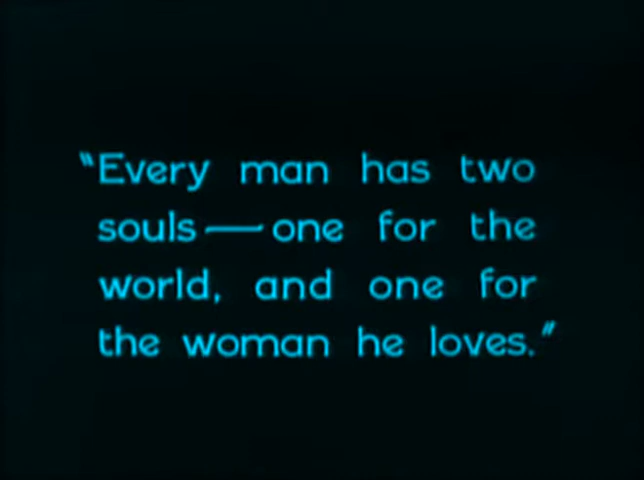 "Every man has two
souls—one for the
world, and one for
the woman he loves."